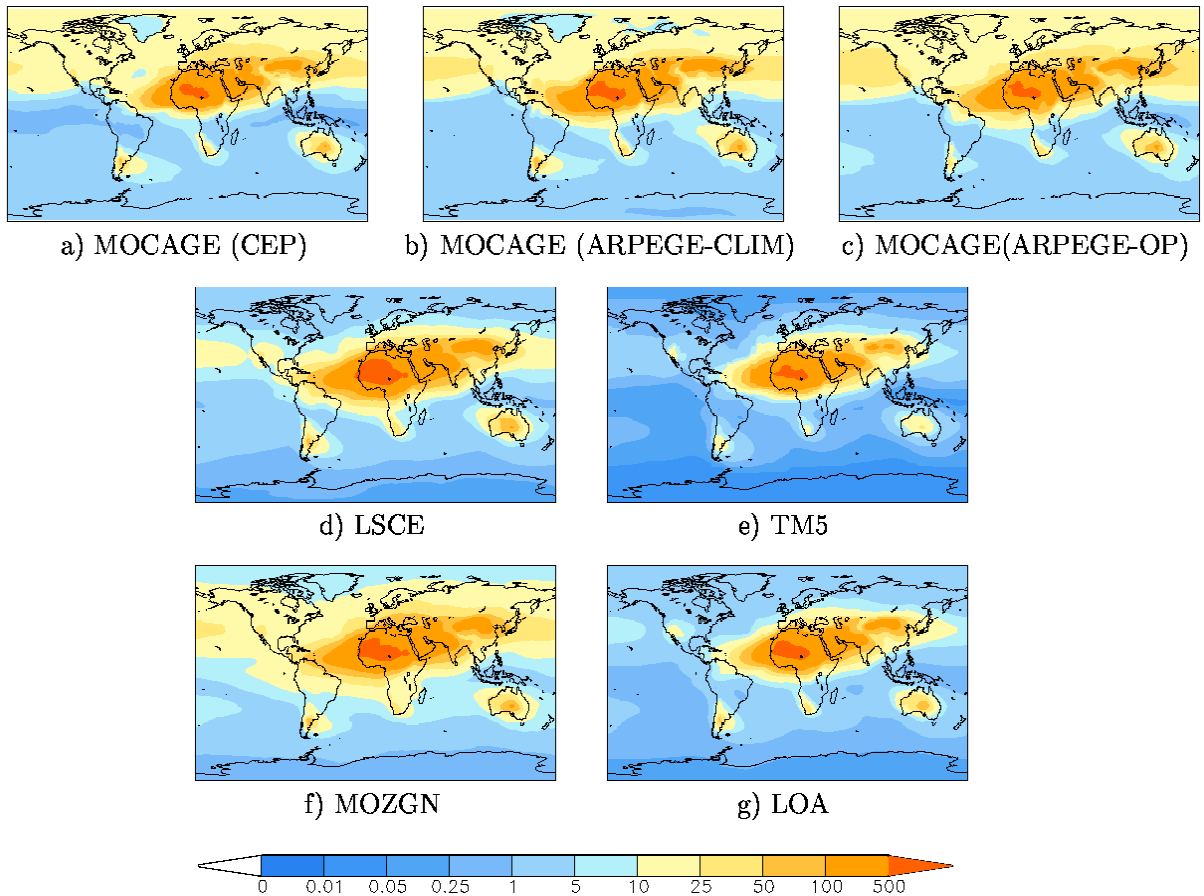 a) MOCAGE (CEP)
b) MOCAGE (ARPEGE-CLIM)
c) MOCAGE(ARPEGE-OP)
d) LSCE
e) TM5
f) MOZGN
g) LOA
0 0.01 0.05 0.25 1 5 10 25 50 100 500